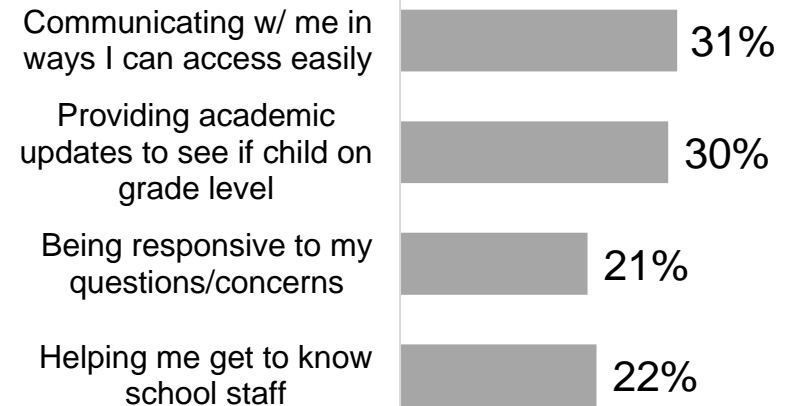 Communicating w/ me in
ways I can access easily
31%
Providing academic
updates to see if child on
grade level
30%
Being responsive to my
questions/concerns
21%
Helping me get to know
school staff
22%